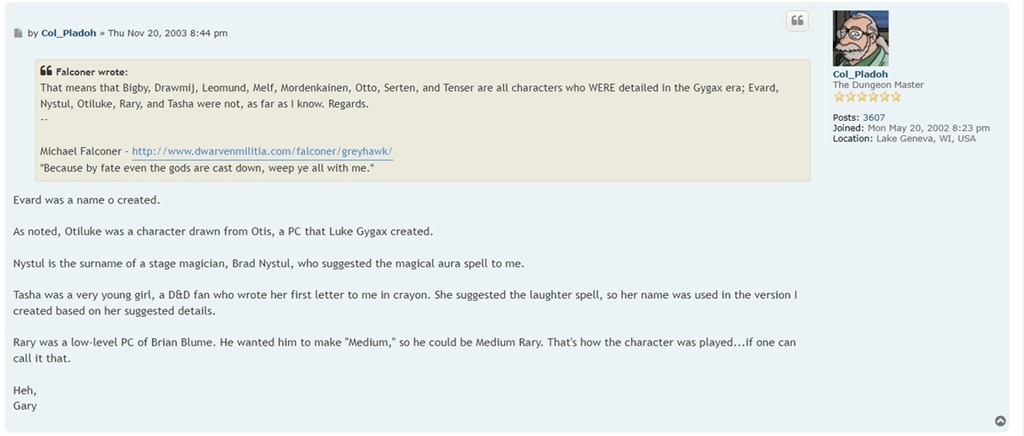 by Col_Pladoh » Thu Nov 20, 2003 8:44 pm
Falconer wrote:
That means that Bigby, Drawmij, Leomund, Melf, Mordenkainen, Otto, Serten, and Tenser are all characters who WERE detailed in the Gygax era; Evard,
Nystul, Otiluke, Rary, and Tasha were not, as far as I know. Regards.
--
Michael Falconer - http://www.dwarvenmilitia.com/falconer/greyhawk/
"Because by fate even the gods are cast down, weep ye all with me."
Evard was a name o created.
As noted, Otiluke was a character drawn from Otis, a PC that Luke Gygax created.
Nystul is the surname of a stage magician, Brad Nystul, who suggested the magical aura spell to me.
Tasha was a very young girl, a D&D fan who wrote her first letter to me in crayon. She suggested the laughter spell, so her name was used in the version I
created based on her suggested details.
Rary was a low-level PC of Brian Blume. He wanted him to make "Medium," so he could be Medium Rary. That's how the character was played...if one can
call it that.
Heh,
Gary
Col_Pladoh
The Dungeon Master
Posts: 3607
Joined: Mon May 20, 2002 8:23 pm
Location: Lake Geneva, WI, USA